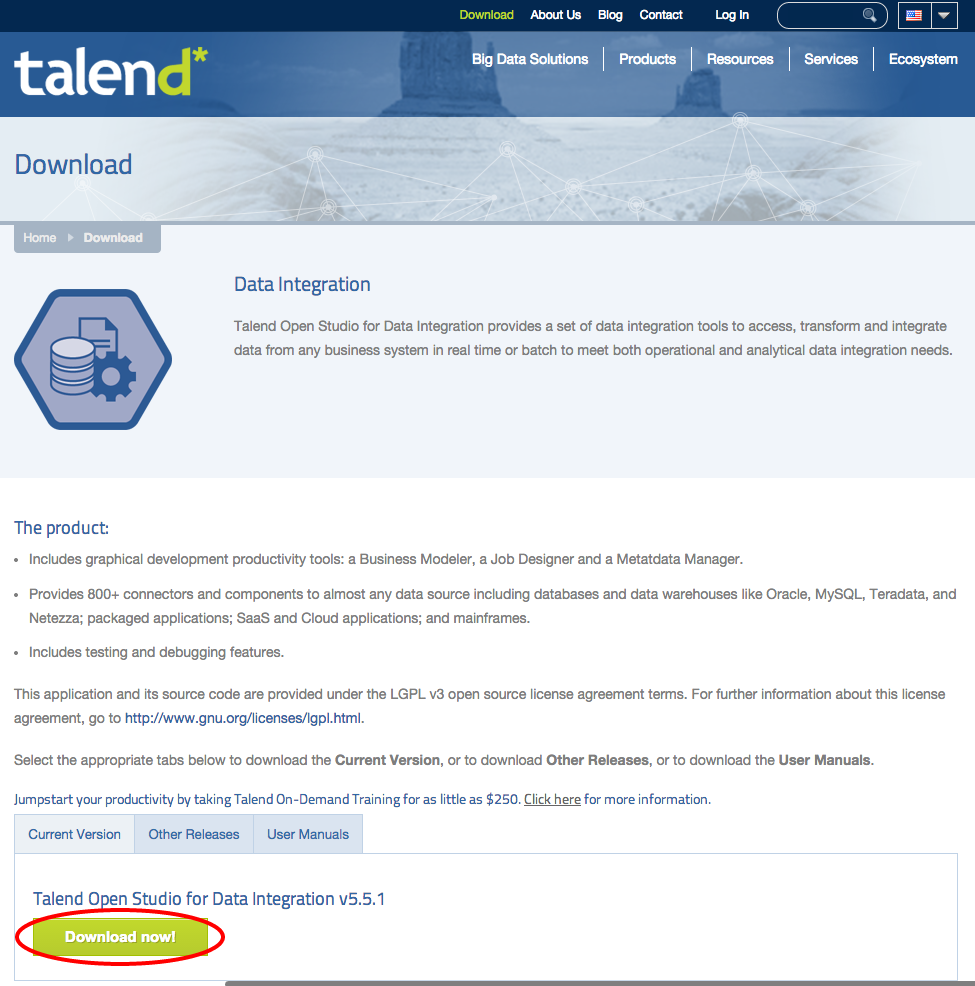 Download About Us Blog Contact Log In
talend*
Big Data Solutions Products Resources Services Ecosystem
Download
Home Download
Data Integration
Talend Open Studio for Data Integration provides a set of data integration tools to access, transform and integrate
data from any business system in real time or batch to meet both operational and analytical data integration needs.
The product:
• Includes graphical development productivity tools: a Business Modeler, a Job Designer and a Metatdata Manager.
• Provides 800+ connectors and components to almost any data source including databases and data warehouses like Oracle, MySQL, Teradata, and
Netezza; packaged applications; SaaS and Cloud applications; and mainframes.
• Includes testing and debugging features.
This application and its source code are provided under the LGPL v3 open source license agreement terms. For further information about this license
agreement, go to http://www.gnu.org/licenses/lgpl.html.
Select the appropriate tabs below to download the Current Version, or to download Other Releases, or to download the User Manuals.
Jumpstart your productivity by taking Talend On-Demand Training for as little as $250. Click here for more information.
Current Version Other Releases User Manuals
Talend Open Studio for Data Integration v5.5.1
Download now!